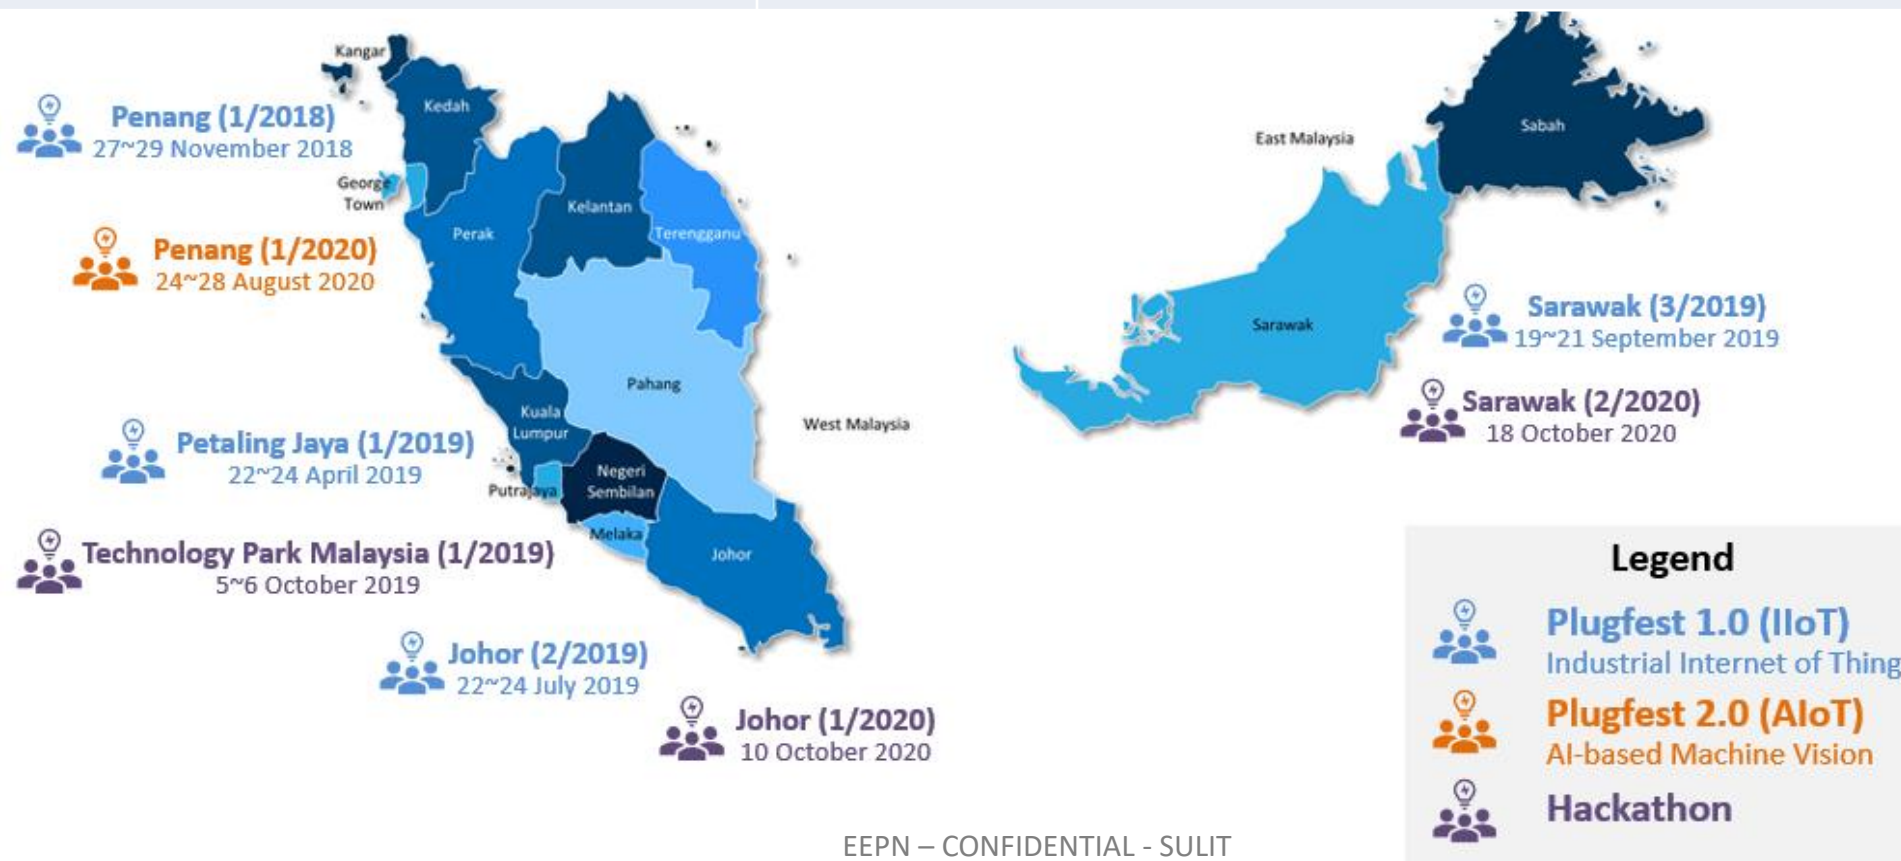 Kangar
Kedah
Penang (1/2018)
27~29 November 2018
George
Town
Penang (1/2020)
24~28 August 2020
Perak
Kelantan
Terengganu
Pahang
Kuala
Lumpur
West Malaysia
Petaling Jaya (1/2019)
22~24 April 2019
Putrajaya
Negeri
Sembilan
Melaka
Johor
Technology Park Malaysia (1/2019)
5~6 October 2019
Johor (2/2019)
22~24 July 2019
Johor (1/2020)
10 October 2020
East Malaysia
Sabah
Sarawak
Sarawak (3/2019)
19~21 September 2019
Sarawak (2/2020)
18 October 2020
Legend
Plugfest 1.0 (IIoT)
Industrial Internet of Thing
Plugfest 2.0 (AIoT)
AI-based Machine Vision
Hackathon
EEPN – CONFIDENTIAL - SULIT